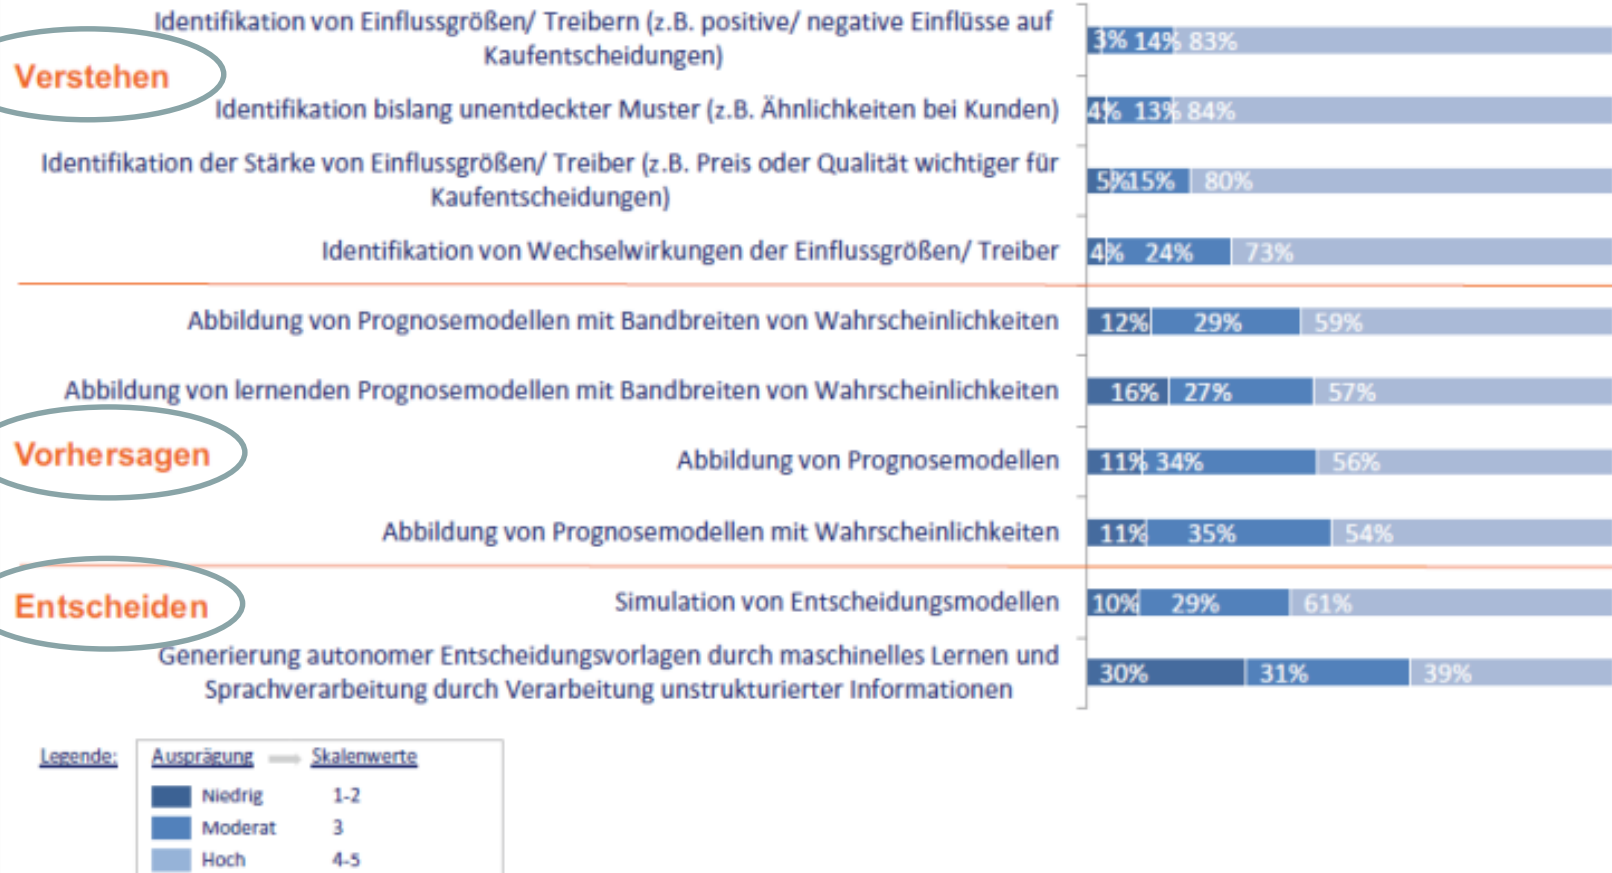 Identifikation von Einflussgrößen/ Treibern (z.B. positive/ negative Einflüsse auf
Kaufentscheidungen)
3% 14% 83%
Verstehen
Identifikation bislang unentdeckter Muster (z.B. Ähnlichkeiten bei Kunden)
4% 13% 84%
Identifikation der Stärke von Einflussgrößen/ Treiber (z.B. Preis oder Qualität wichtiger für
Kaufentscheidungen)
5% 15% 80%
Identifikation von Wechselwirkungen der Einflussgrößen/ Treiber
4% 24% 73%
Abbildung von Prognosemodellen mit Bandbreiten von Wahrscheinlichkeiten
12% 29% 59%
Abbildung von lernenden Prognosemodellen mit Bandbreiten von Wahrscheinlichkeiten
16% 27% 57%
Vorhersagen
Abbildung von Prognosemodellen
11% 34% 56%
Abbildung von Prognosemodellen mit Wahrscheinlichkeiten
11% 35% 54%
Entscheiden
Simulation von Entscheidungsmodellen
10% 29% 61%
Generierung autonomer Entscheidungsvorlagen durch maschinelles Lernen und
Sprachverarbeitung durch Verarbeitung unstrukturierter Informationen
30% 31% 39%
Legende: Ausprägung Skalenwerte
Niedrig 1-2
Moderat 3
Hoch 4-5